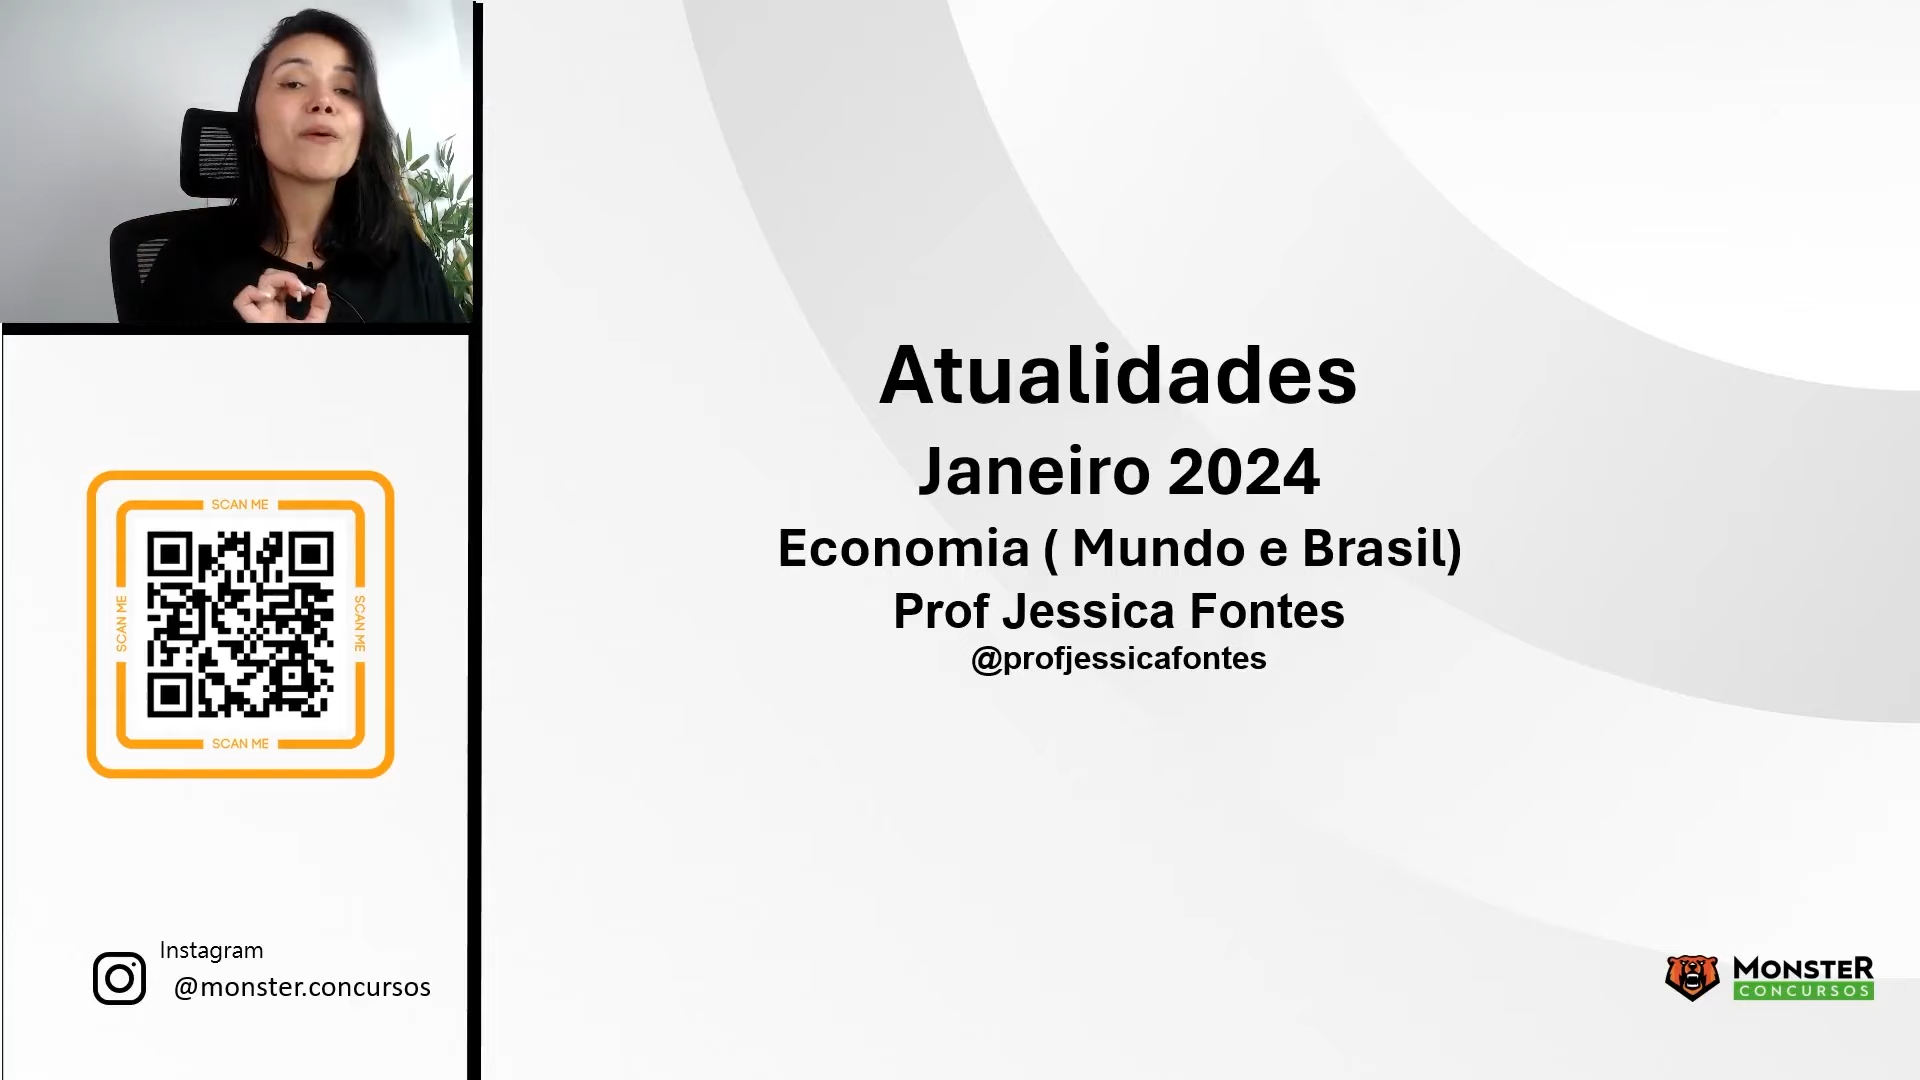 Atualidades
Janeiro 2024
Economia ( Mundo e Brasil)
Prof Jessica Fontes
@profjessicafontes
SCAN ME
SCAN ME
SCAN ME
SCAN ME
Instagram
@monster.concursos
MONSTER
CONCURSOS